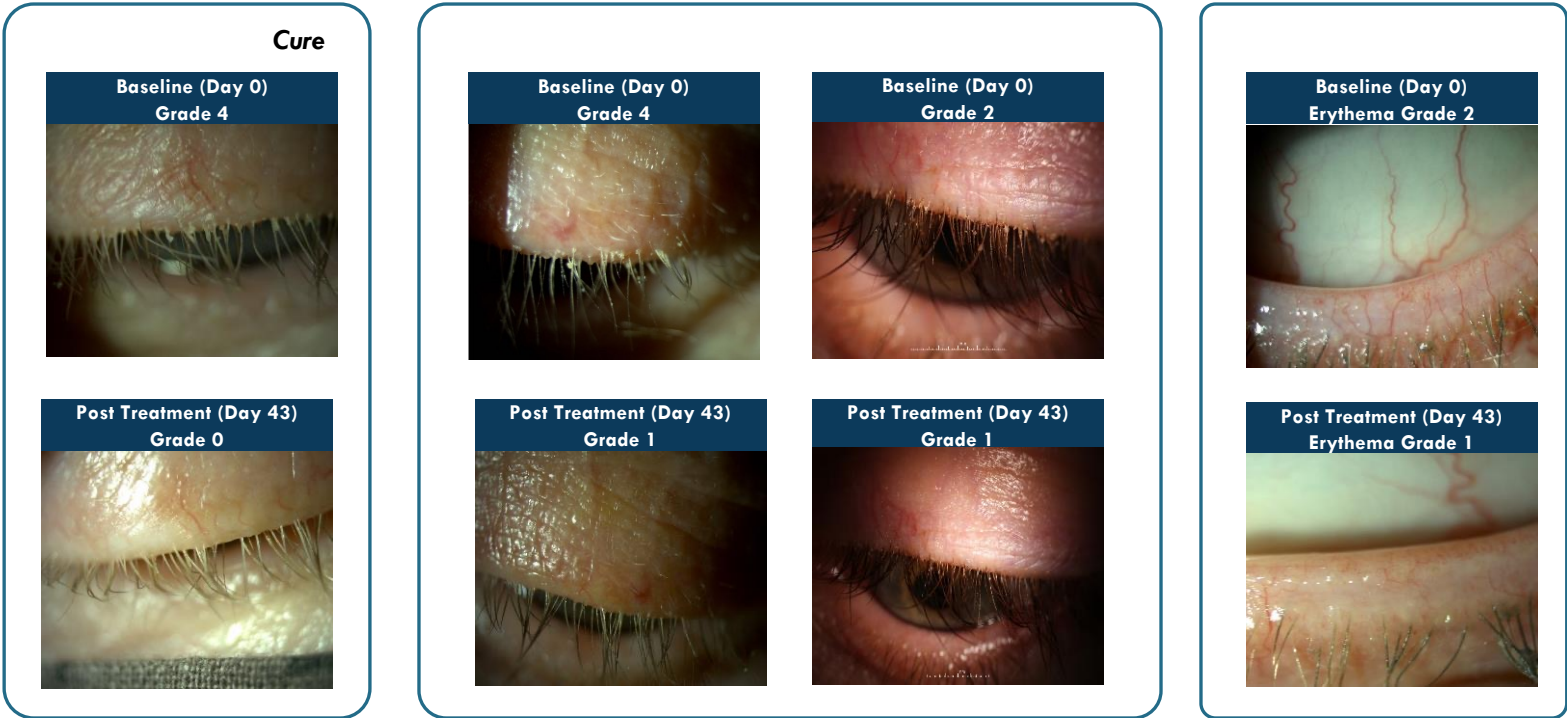 Cure
Baseline (Day 0)
Grade 4
Post Treatment (Day 43)
Grade 0
Baseline (Day 0)
Grade 4
Baseline (Day 0)
Grade 2
Post Treatment (Day 43)
Grade 1
Post Treatment (Day 43)
Grade 1
Baseline (Day 0)
Erythema Grade 2
Post Treatment (Day 43)
Erythema Grade 1